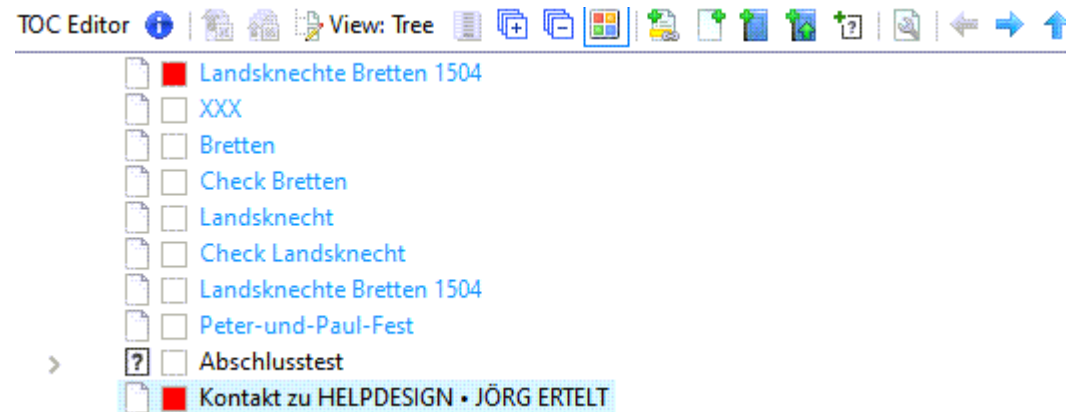 TOC Editor View: Tree
Landsknechte Bretten 1504
XXX
Bretten
Check Bretten
Landsknecht
Check Landsknecht
Landsknechte Bretten 1504
Peter-und-Paul-Fest
Abschlusstest
Kontakt zu HELPDESIGN • JÖRG ERTELT